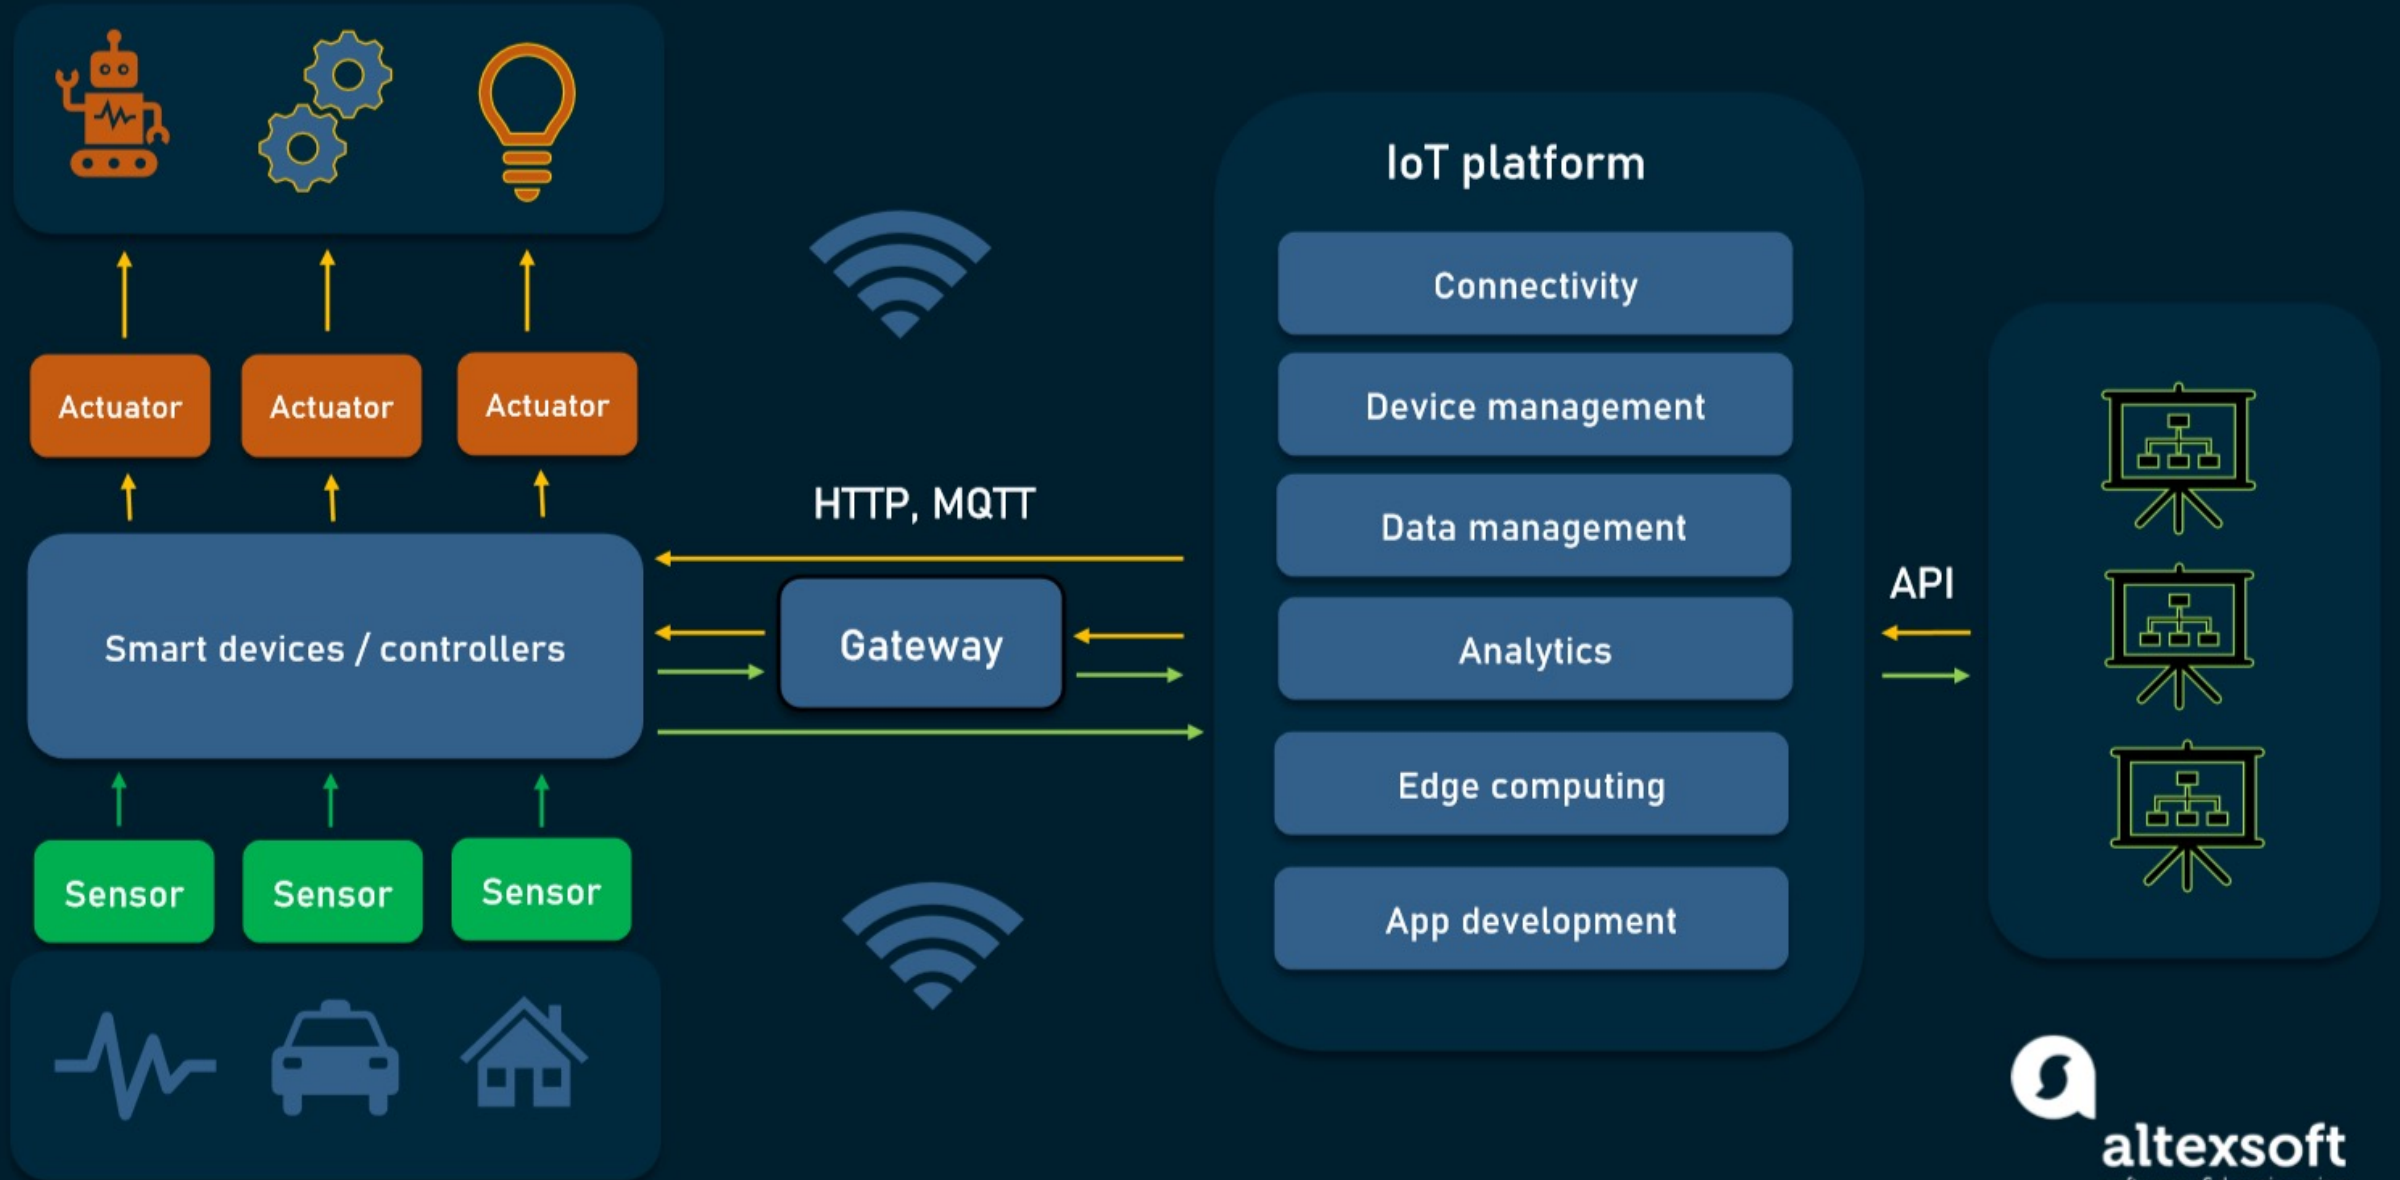 IoT platform
Connectivity
Device management
Data management
Analytics
Edge computing
App development
Actuator
Actuator
Actuator
HTTP, MQTT
Smart devices / controllers
Gateway
API
Sensor
Sensor
Sensor
altexsoft